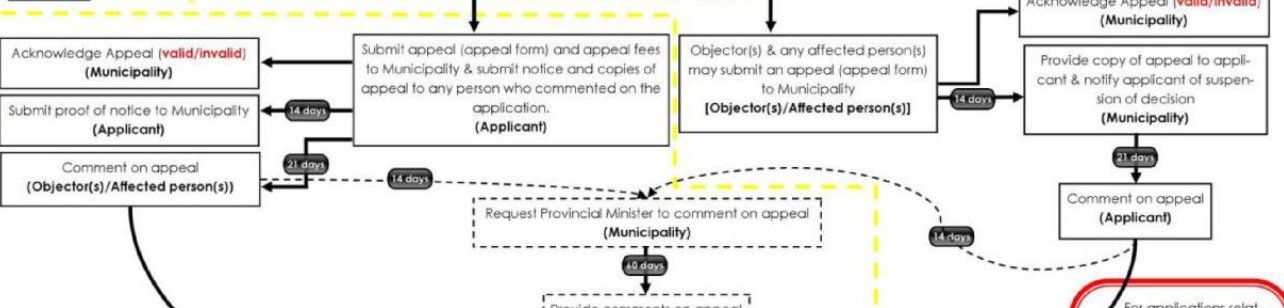 Acknowledge Appeal (valid/invalid)
(Municipality)
Acknowledge Appeal (valid/invalid)
(Municipality)
Submit appeal (appeal form) and appeal fees
to Municipality & submit notice and copies of
appeal to any person who commented on the
application.
(Applicant)
Objector(s) & any affected person(s)
may submit an appeal (appeal form)
to Municipality
[Objector(s)/Affected person(s)]
Provide copy of appeal to appli-
cant & notify applicant of suspen-
sion of decision
(Municipality)
14 days
14 days
Submit proof of notice to Municipality
(Applicant)
21 days
21 days
Comment on appeal
(Objector(s)/Affected person(s))
14 days
Comment on appeal
(Applicant)
Request Provincial Minister to comment on appeal
(Municipality)
14 days
60 days
Provide comments on appeal
For applications relat-